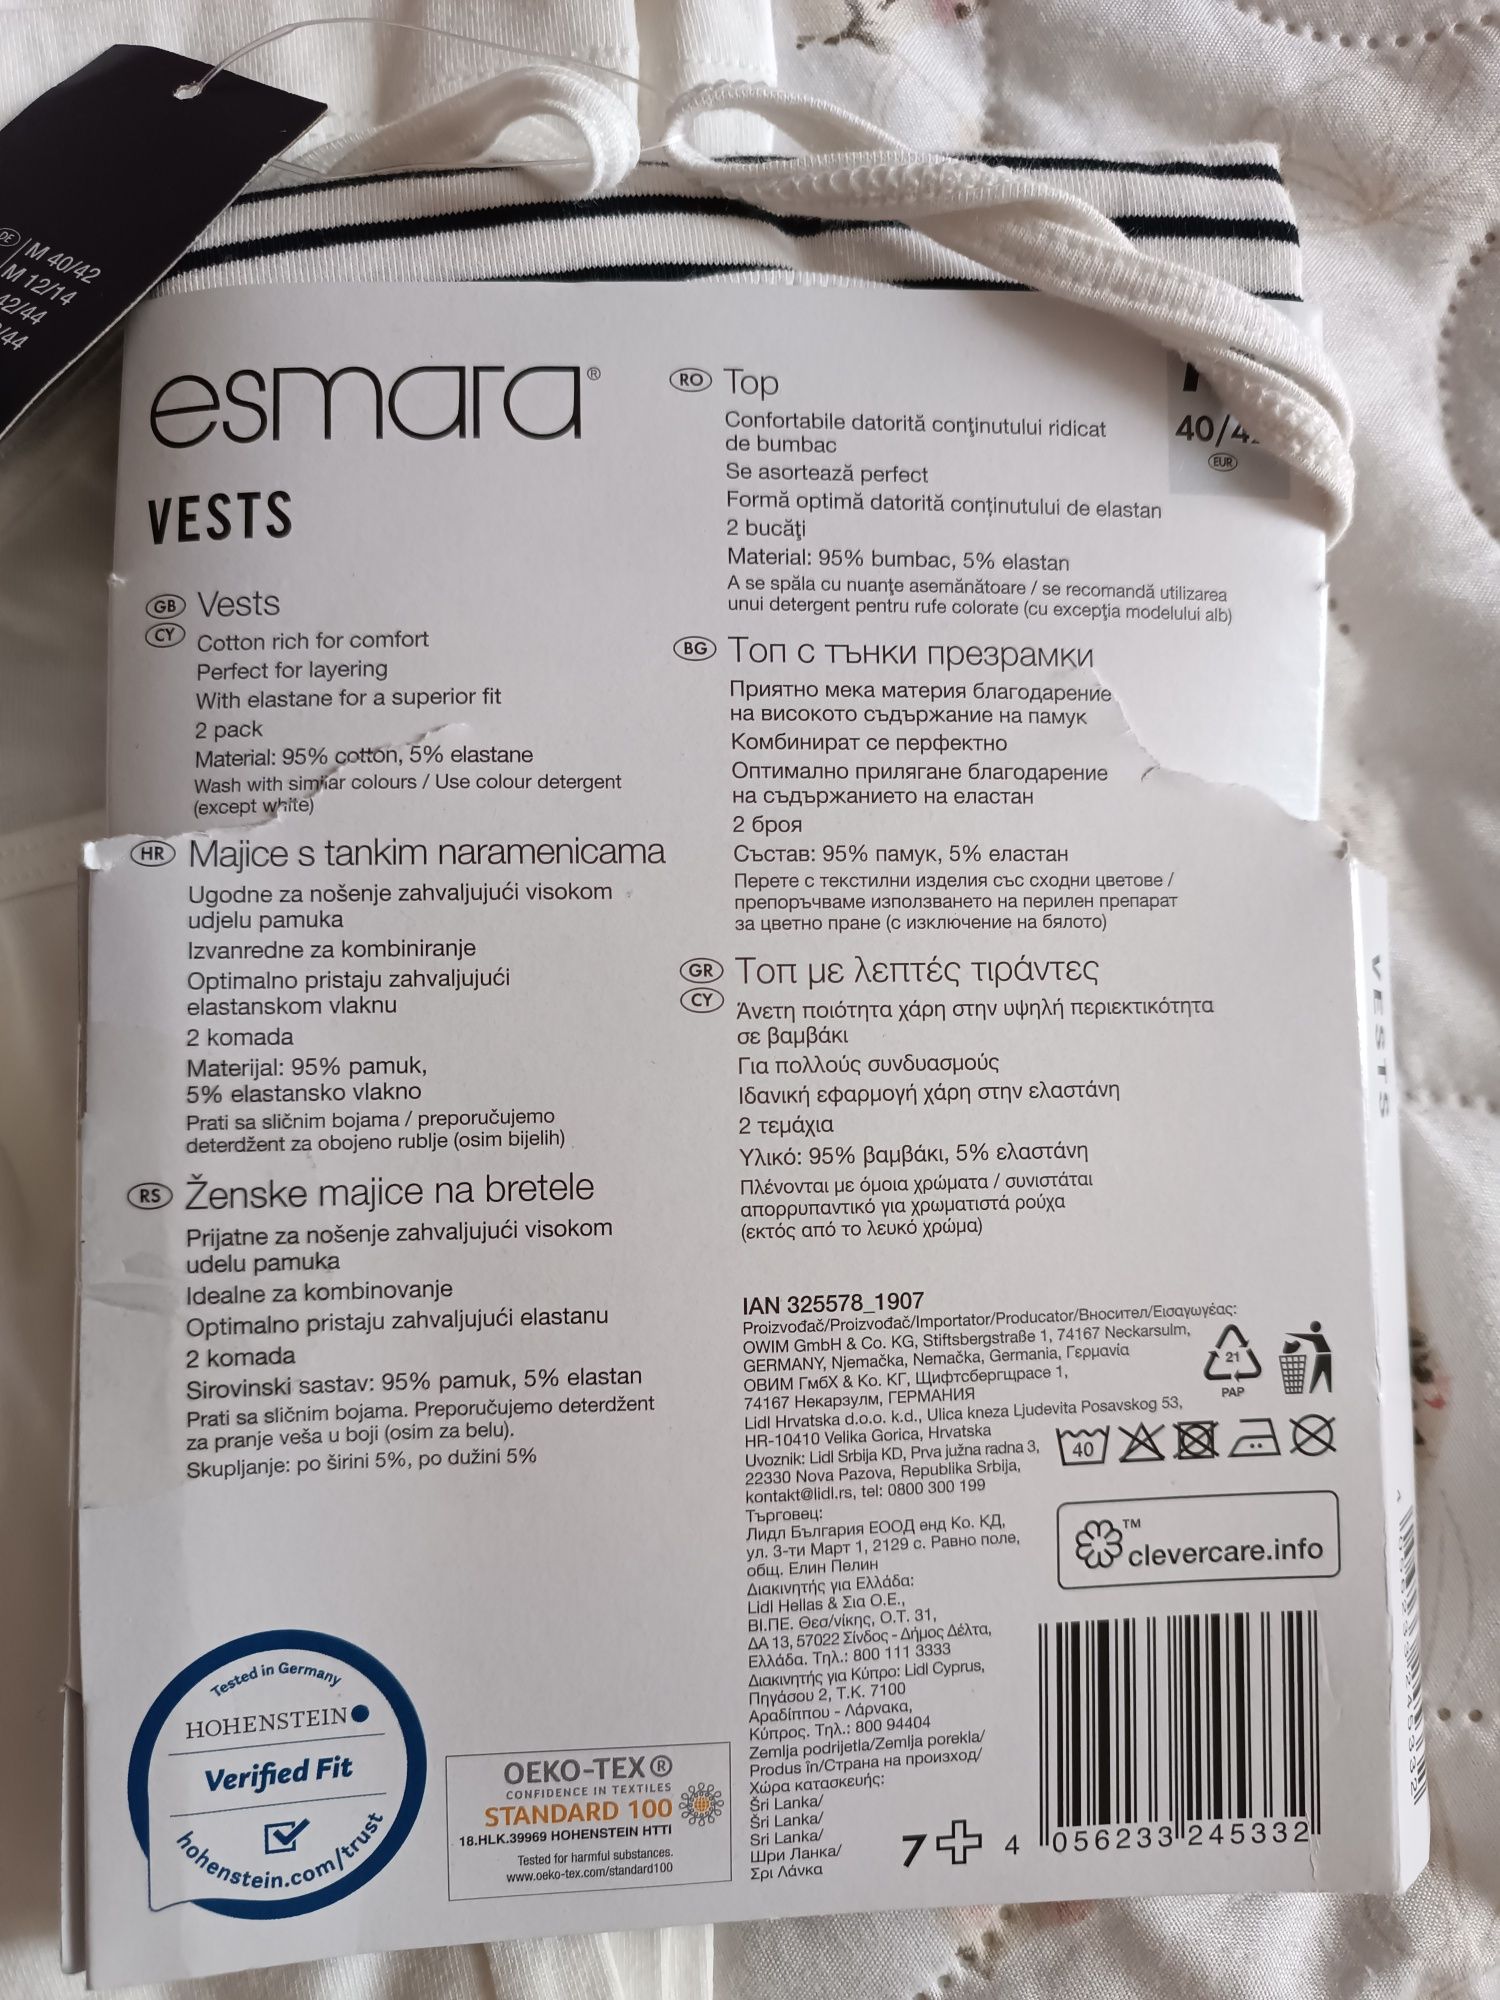 DE M 40/42
M 12/14
42/44
/44
esmara®
VESTS
GB CY Vests
Cotton rich for comfort
Perfect for layering
With elastane for a superior fit
2 pack
Material: 95% cotton, 5% elastane
Wash with similar colours / Use colour detergent
(except white)
HR Majice s tankim naramenicama
Ugodne za nošenje zahvaljujući visokom
udjelu pamuka
Izvanredne za kombiniranje
Optimalno pristaju zahvaljujući
elastanskom vlaknu
2 komada
Materijal: 95% pamuk,
5% elastansko vlakno
Prati sa sličnim bojama / preporučujemo
deterdžent za obojeno rublje (osim bijelih)
RS Ženske majice na bretele
Prijatne za nošenje zahvaljujući visokom
udelu pamuka
Idealne za kombinovanje
Optimalno pristaju zahvaljujući elastanu
2 komada
Sirovinski sastav: 95% pamuk, 5% elastan
Prati sa sličnim bojama. Preporučujemo deterdžent
za pranje veša u boji (osim za belu).
Skupljanje: po širini 5%, po dužini 5%
RO Top
Confortabile datorită conţinutului ridicat
de bumbac
Se asortează perfect
Formă optimă datorită conținutului de elastan
2 bucăţi
Material: 95% bumbac, 5% elastan
A se spăla cu nuanţe asemănătoare / se recomandă utilizarea
unui detergent pentru rufe colorate (cu excepţia modelului alb)
40/4
EUR
BG Топ с тънки презрамки
Приятно мека материя благодарение
на високото съдържание на памук
Комбинират се перфектно
Оптимално прилягане благодарение
на съдържанието на еластан
2 броя
Състав: 95% памук, 5% еластан
Перете с текстилни изделия със сходни цветове /
препоръчваме използването на перилен препарат
за цветно пране (с изключение на бялото)
GR CY Τοπ με λεπτές τιράντες
Άνετη ποιότητα χάρη στην υψηλή περιεκτικότητα
σε βαμβάκι
Για πολλούς συνδυασμούς
Ιδανική εφαρμογή χάρη στην ελαστάνη
2 τεμάχια
Υλικό: 95% βαμβάκι, 5% ελαστάνη
Πλένονται με όμοια χρώματα / συνιστάται
απορρυπαντικό για χρωματιστά ρούχα
(εκτός από το λευκό χρώμα)
IAN 325578_1907
Proizvođač/Proizvođač/Importator/Producator/Вносител/Εισαγωγέας:
OWIM GmbH & Co. KG, Stiftsbergstraße 1, 74167 Neckarsulm,
GERMANY, Njemačka, Nemačka, Germania, Γερμανία
ОВИМ ГмбХ & Ко. КГ, Щифтсбергщрасе 1,
74167 Некарзулм, ГЕРМАНИЯ
Lidl Hrvatska d.o.o. k.d., Ulica kneza Ljudevita Posavskog 53,
HR-10410 Velika Gorica, Hrvatska
Uvoznik: Lidl Srbija KD, Prva južna radna 3,
22330 Nova Pazova, Republika Srbija,
kontakt@lidl.rs, tel: 0800 300 199
Търговец:
Лидл България ЕООД енд Ко. КД,
ул. 3-ти Март 1, 2129 с. Равно поле,
общ. Елин Пелин
Διακινητής για Ελλάδα:
Lidl Hellas & Σια Ο.Ε.,
ΒΙ.ΠΕ. Θεσ/νίκης, Ο.Τ. 31,
ΔΑ 13, 57022 Σίνδος - Δήμος Δέλτα,
Ελλάδα. Τηλ.: 800 111 3333
Διακινητής για Κύπρο: Lidl Cyprus,
Πηγάσου 2, Τ.Κ. 7100
Αραδίππου - Λάρνακα,
Κύπρος. Τηλ.: 800 94404
Zemlja podrijetla/Zemlja porekla/
Produs în/Страна на произход/
Χώρα κατασκευής:
Šri Lanka/
Šri Lanka/
Sri Lanka/
Шри Ланка/
Σρι Λάνκα
21
PAP
40
™
clevercare.info
7+
4 056233 245332
Tested in Germany
HOHENSTEIN
Verified Fit
hohenstein.com/trust
OEKO-TEX®
CONFIDENCE IN TEXTILES
STANDARD 100
18.HLK.39969 HOHENSTEIN HTTI
Tested for harmful substances.
www.oeko-tex.com/standard100
VESTS